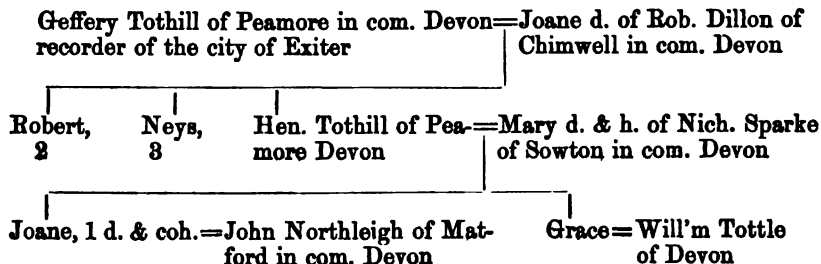 Geffery Tothill of Peamore in com. Devon=Joane d. of Rob. Dillon of
recorder of the city of Exiter Chimwell in com. Devon
Robert, Neys, Hen. Tothill of Pea-=Mary d. & h. of Nich. Sparke
2 3 more Devon of Sowton in com. Devon
Joane, 1 d. & coh.=John Northleigh of Mat- Grace=Will'm Tottle
ford in com. Devon of Devon